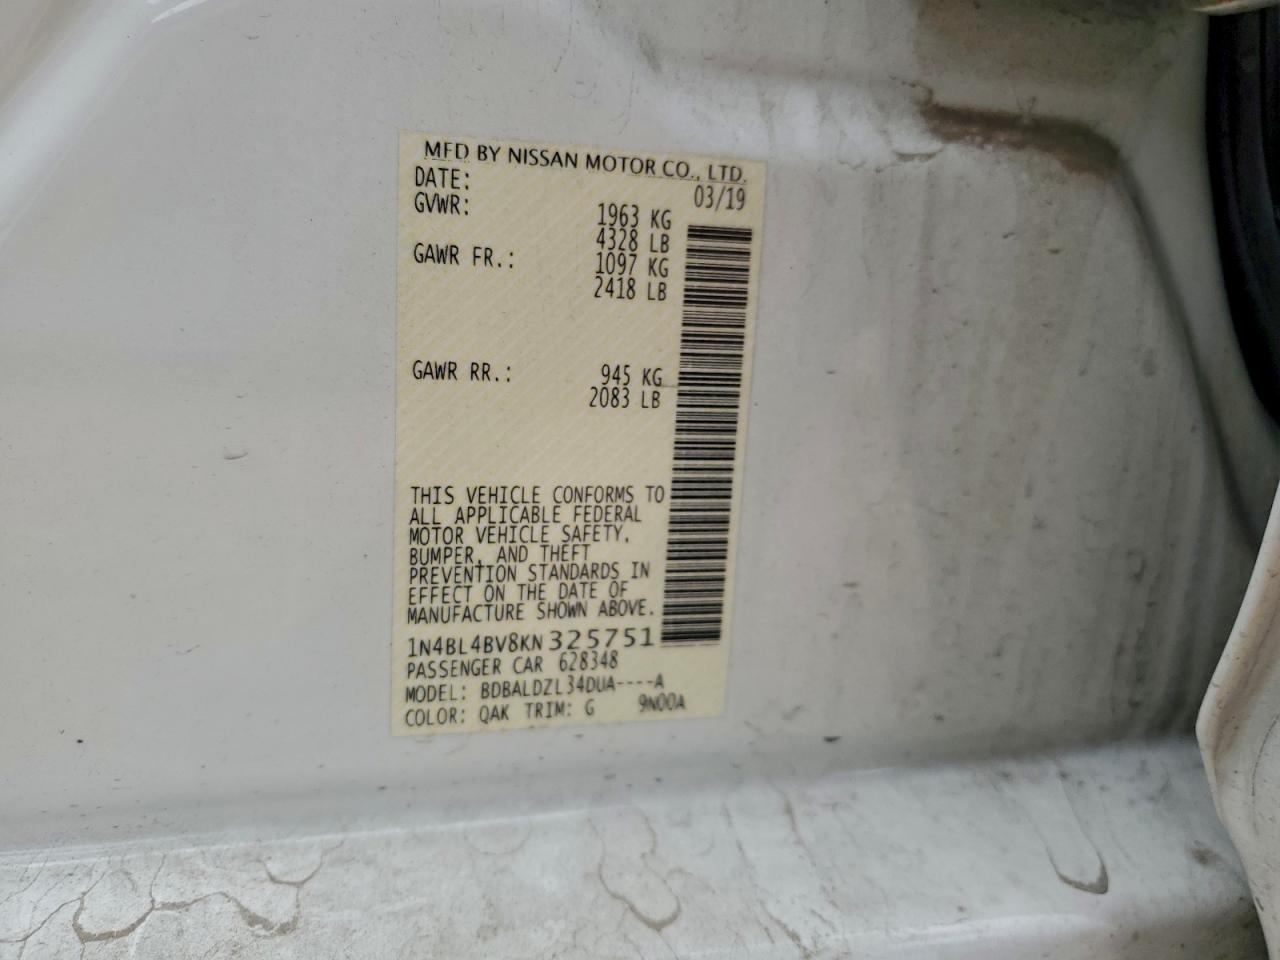 MFD BY NISSAN MOTOR CO., LTD.
DATE: 03/19
GVWR: 1963 KG
4328 LB
GAWR FR.: 1097 KG
2418 LB
GAWR RR.: 945 KG
2083 LB
THIS VEHICLE CONFORMS TO
ALL APPLICABLE FEDERAL
MOTOR VEHICLE SAFETY,
BUMPER, AND THEFT
PREVENTION STANDARDS IN
EFFECT ON THE DATE OF
MANUFACTURE SHOWN ABOVE.
1N4BL4BV8KN325751
PASSENGER CAR 628348
MODEL: BDBALDZL34DUA----A
COLOR: QAK TRIM: G 9N00A